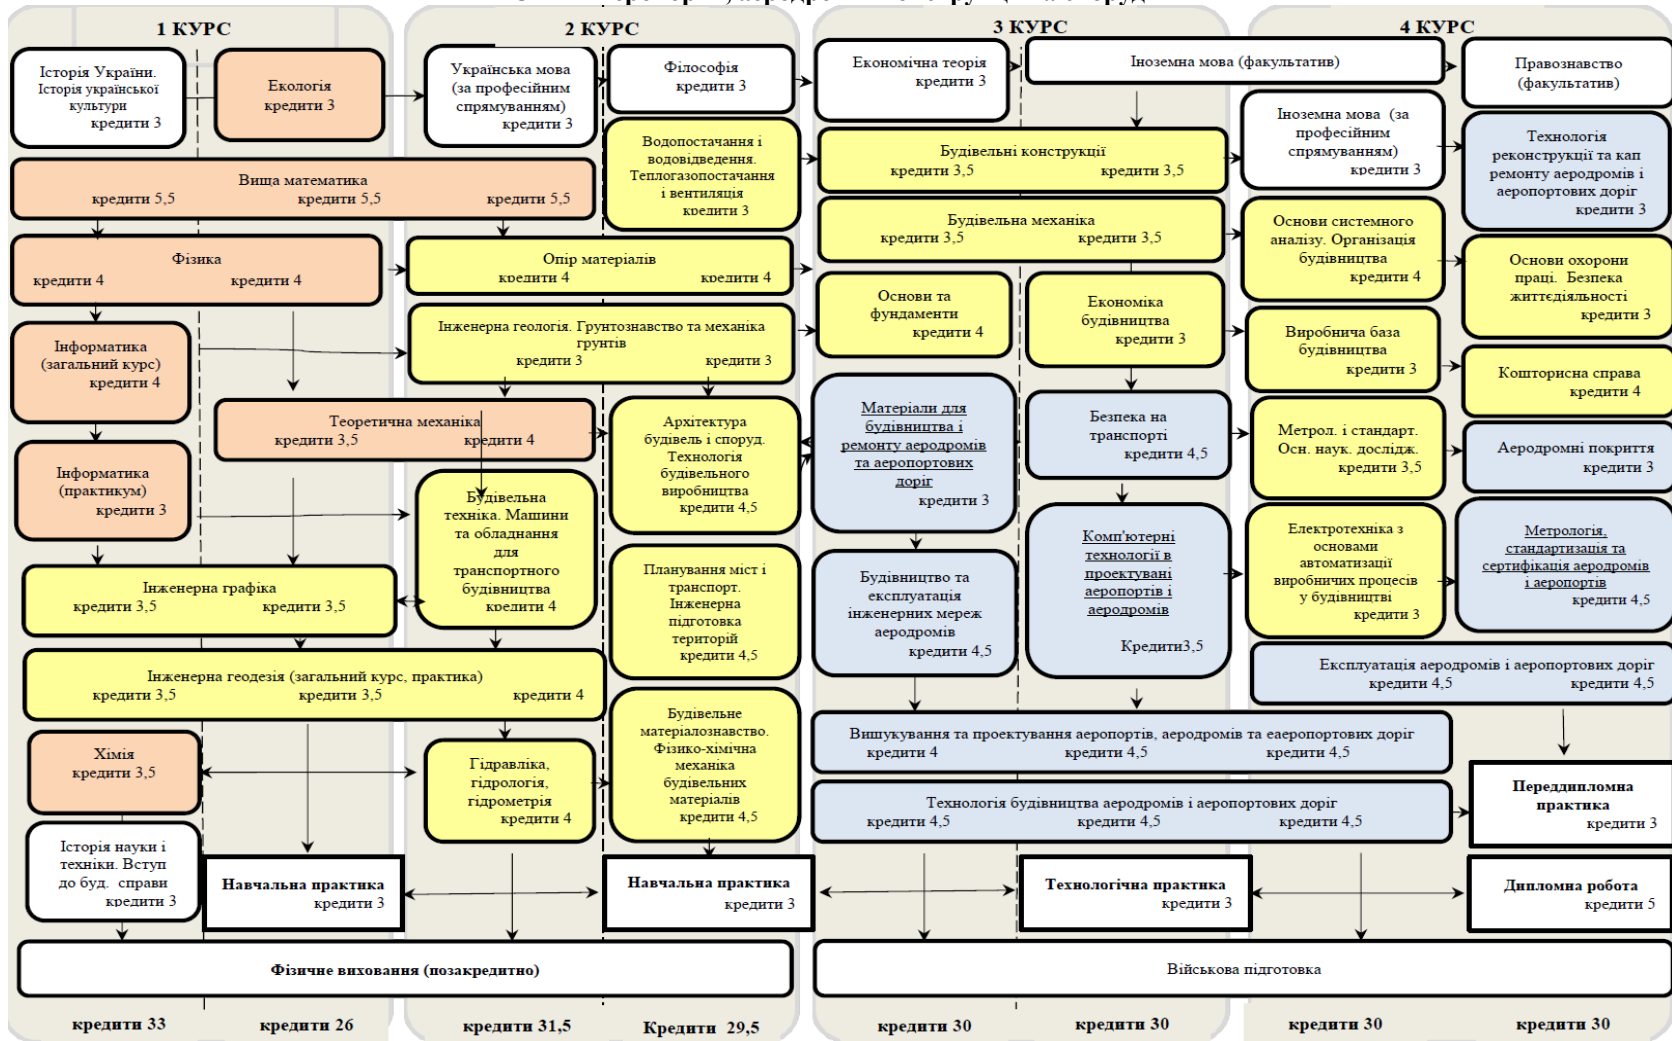 1 КУРС
2 КУРС
3 КУРС
4 КУРС
Історія України.
Історія української
культури
кредити 3
Екологія
кредити 3
Українська мова
(за професійним
спрямуванням)
кредити 3
Філософія
кредити 3
Економічна теорія
кредити 3
Іноземна мова (факультатив)
Правознавство
(факультатив)
Водопостачання і
водовідведення.
Теплогазопостачання
і вентиляція
кредити 3
Будівельні конструкції
кредити 3,5 кредити 3,5
Іноземна мова (за
професійним
спрямуванням)
кредити 3
Технологія
реконструкції та кап
ремонту аеродромів і
аеропортових доріг
кредити 3
Вища математика
кредити 5,5 кредити 5,5 кредити 5,5
Будівельна механіка
кредити 3,5 кредити 3,5
Основи системного
аналізу. Організація
будівництва
кредити 4
Фізика
кредити 4 кредити 4
Опір матеріалів
кредити 4 кредити 4
Основи охорони
праці. Безпека
життєдіяльності
кредити 3
Основи та
фундаменти
кредити 4
Економіка
будівництва
кредити 3
Інформатика
(загальний курс)
кредити 4
Інженерна геологія. Грунтознавство та механіка
грунтів
кредити 3 кредити 3
Виробнича база
будівництва
кредити 3
Кошторисна справа
кредити 4
Теоретична механіка
кредити 3,5 кредити 4
Архітектура
будівель і споруд.
Технологія
будівельного
виробництва
кредити 4,5
Матеріали для
будівництва і
ремонту аеродромів
та аеропортових
доріг
кредити 3
Безпека на
транспорті
кредити 4,5
Метрол. і стандарт.
Осн. наук. дослідж.
кредити 3,5
Аеродромні покриття
кредити 3
Інформатика
(практикум)
кредити 3
Будівельна
техніка. Машини
та обладнання
для
транспортного
будівництва
кредити 4
Комп'ютерні
технології в
проектувані
аеропортів і
аеродромів
Кредити3,5
Електротехніка з
основами
автоматизації
виробничих процесів
у будівництві
кредити 3
Метрологія,
стандартизація та
сертифікація аеродромів
і аеропортів
кредити 4,5
Інженерна графіка
кредити 3,5 кредити 3,5
Планування міст і
транспорт.
Інженерна
підготовка
територій
кредити 4,5
Будівництво та
експлуатація
інженерних мереж
аеродромів
кредити 4,5
Інженерна геодезія (загальний курс, практика)
кредити 3,5 кредити 3,5 кредити 4
Експлуатація аеродромів і аеропортових доріг
кредити 4,5 кредити 4,5
Хімія
кредити 3,5
Гідравліка,
гідрологія,
гідрометрія
кредити 4
Будівельне
матеріалознавство.
Фізико-хімічна
механіка
будівельних
матеріалів
кредити 4,5
Вишукування та проектування аеропортів, аеродромів та еаеропортових доріг
кредити 4 кредити 4,5 кредити 4,5
Переддипломна
практика
кредити 3
Технологія будівництва аеродромів і аеропортових доріг
кредити 4,5 кредити 4,5 кредити 4,5
Історія науки і
техніки. Вступ
до буд. справи
кредити 3
Навчальна практика
кредити 3
Навчальна практика
кредити 3
Технологічна практика
кредити 3
Дипломна робота
кредити 5
Фізичне виховання (позакредитно)
Військова підготовка
кредити 33
кредити 26
кредити 31,5
Кредити 29,5
кредити 30
кредити 30
кредити 30
кредити 30